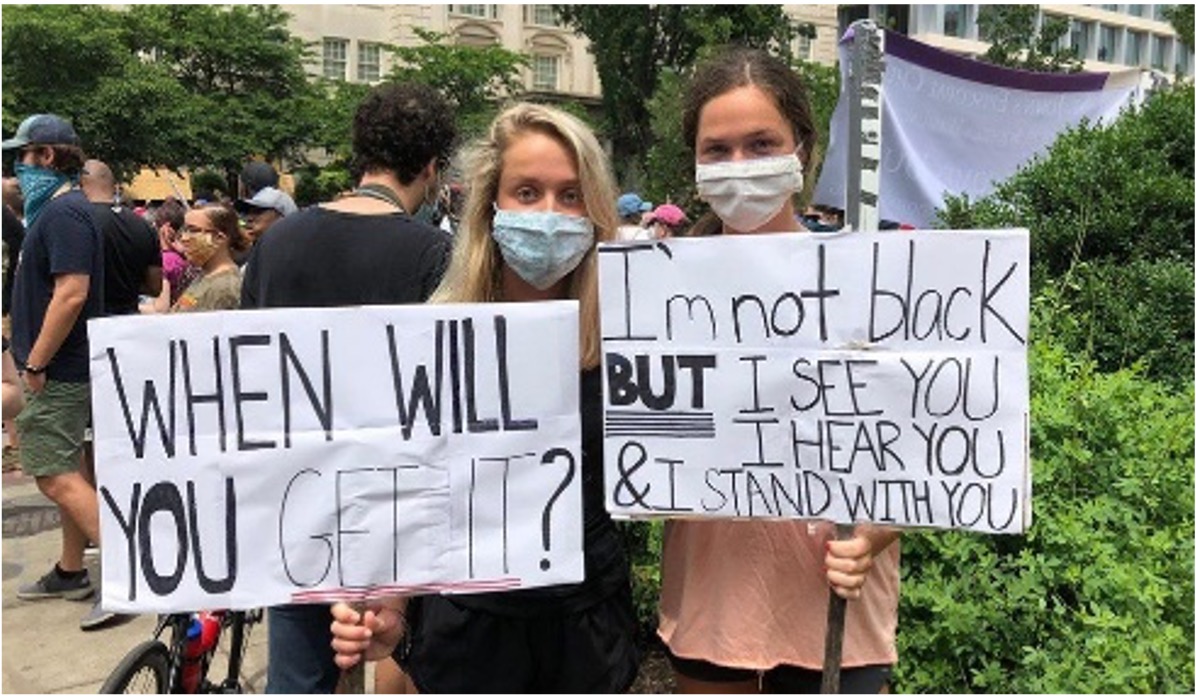 WHEN WILL
YOU GET IT?
I'm not black
BUT I SEE YOU
I HEAR YOU
& I STAND WITH YOU